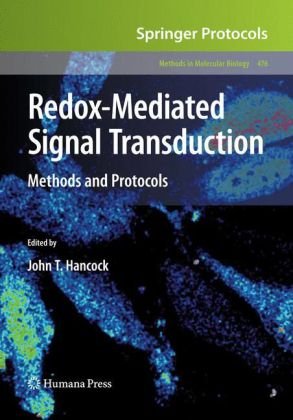 Springer Protocols
Methods in Molecular Biology 476
Redox-Mediated
Signal Transduction
Methods and Protocols
Edited by
John T. Hancock
Humana Press